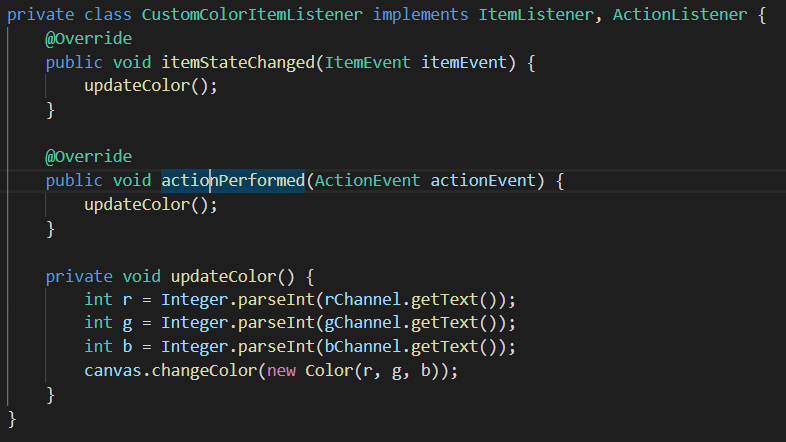 private class CustomColorItemListener implements ItemListener, ActionListener {
    @Override
    public void itemStateChanged(ItemEvent itemEvent) {
        updateColor();
    }

    @Override
    public void actionPerformed(ActionEvent actionEvent) {
        updateColor();
    }

    private void updateColor() {
        int r = Integer.parseInt(rChannel.getText());
        int g = Integer.parseInt(gChannel.getText());
        int b = Integer.parseInt(bChannel.getText());
        canvas.changeColor(new Color(r, g, b));
    }
}